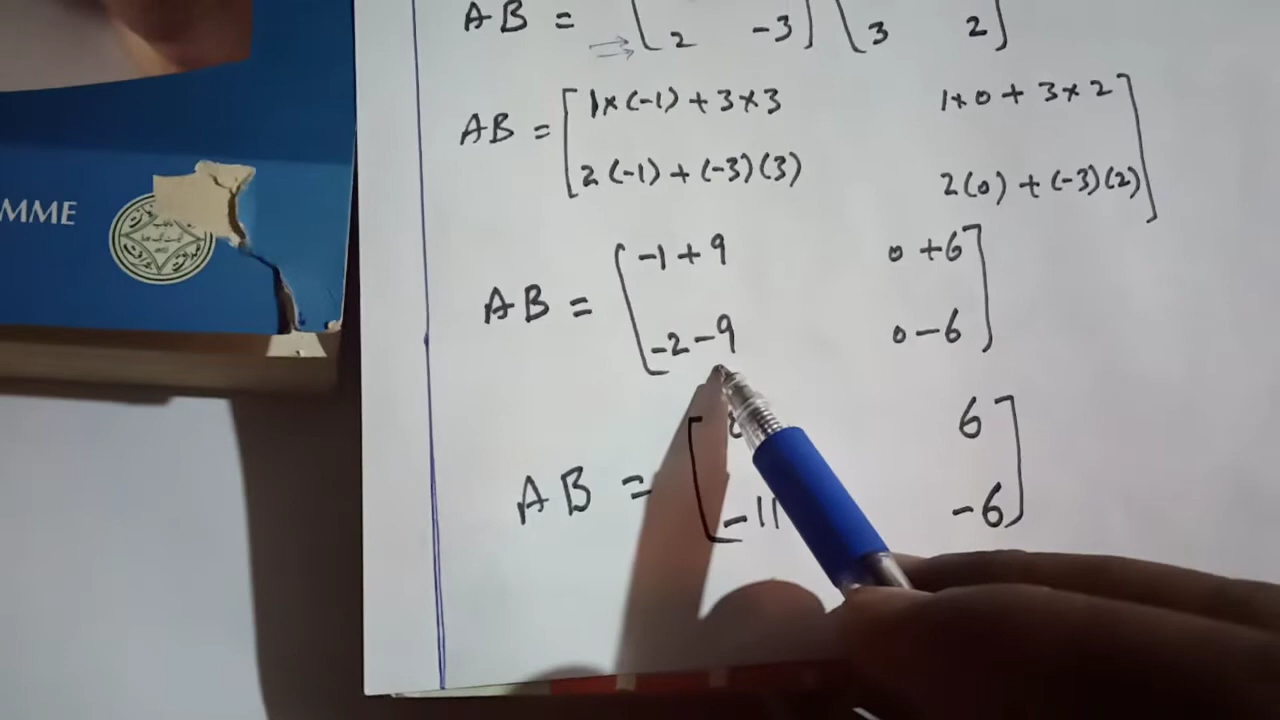 AB = [2 -3] [3 2]
AB = [1×(-1) + 3×3 1×0 + 3×2
2(-1) + (-3)(3) 2(0) + (-3)(2)]
AB = [-1+9 0+6
-2-9 0-6]
AB = [ 6
-11 -6]
MME